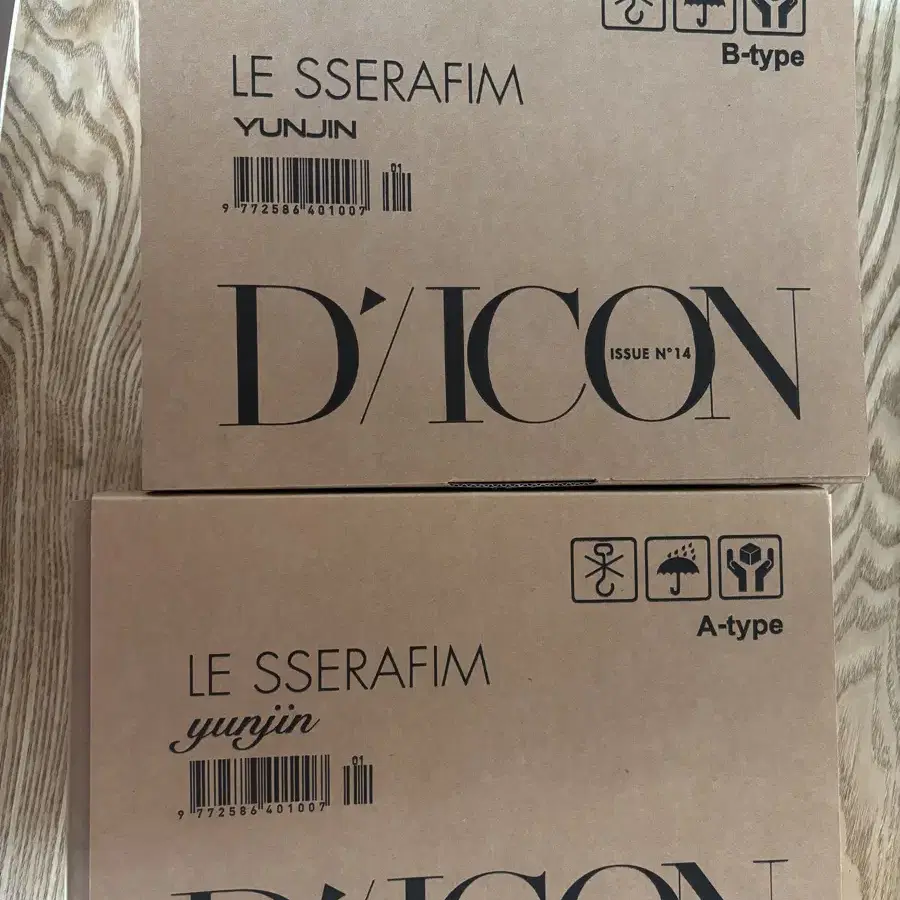 B-type
LE SSERAFIM
YUNJIN
01
9 772586 401007
D'/ICON
ISSUE N°14
A-type
LE SSERAFIM
yunjin
01
9 772586 401007
D'/ICON